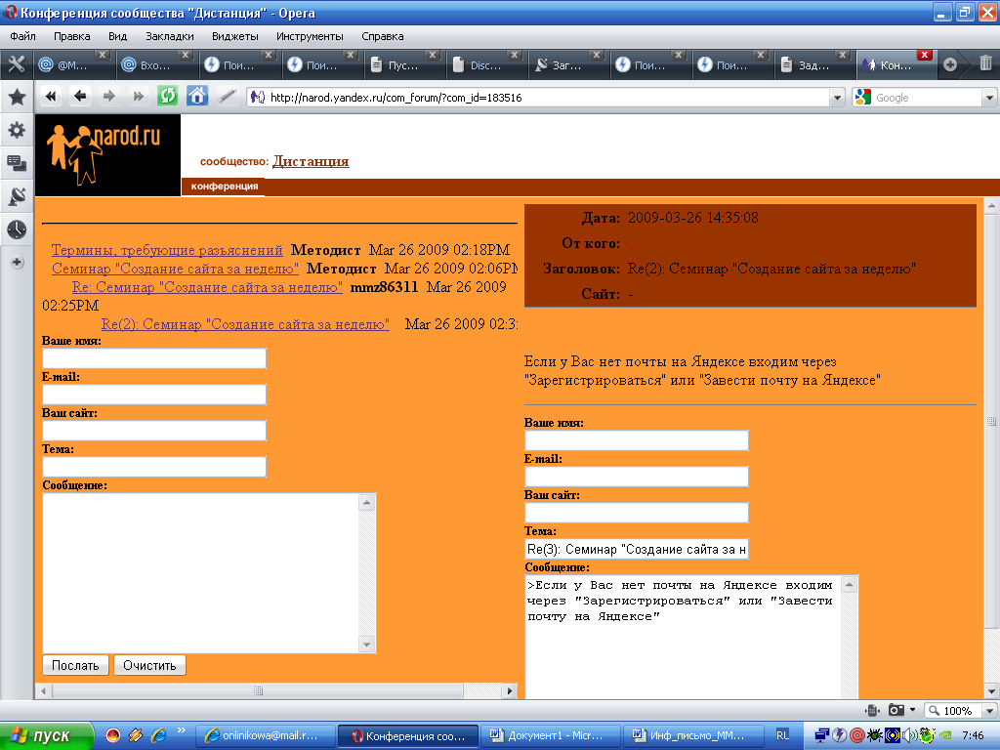 Конференция сообщества "Дистанция" - Opera
Файл Правка Вид Закладки Виджеты Инструменты Справка
@М... Вхо... Пои... Пои... Пус... Disc... Заг... Пои... Пои... Зад... Кон...
http://narod.yandex.ru/com_forum/?com_id=183516
Google
narod.ru
сообщество: Дистанция
конференция
Термины, требующие разъяснений Методист Mar 26 2009 02:18PM
Семинар "Создание сайта за неделю" Методист Mar 26 2009 02:06PM
Re: Семинар "Создание сайта за неделю" mmz86311 Mar 26 2009
02:25PM
Re(2): Семинар "Создание сайта за неделю" Mar 26 2009 02:3
Ваше имя:
E-mail:
Ваш сайт:
Тема:
Сообщение:
Послать Очистить
Дата: 2009-03-26 14:35:08
От кого:
Заголовок: Re(2): Семинар "Создание сайта за неделю"
Сайт: -
Если у Вас нет почты на Яндексе входим через
"Зарегистрироваться" или "Завести почту на Яндексе"
Ваше имя:
E-mail:
Ваш сайт:
Тема:
Re(3): Семинар "Создание сайта за н
Сообщение:
>Если у Вас нет почты на Яндексе входим
через "Зарегистрироваться" или "Завести
почту на Яндексе"
100%
пуск
onlinikowa@mail.r... Конференция соо... Документ1 - Micr... Инф_письмо_ММ... RL 7:46